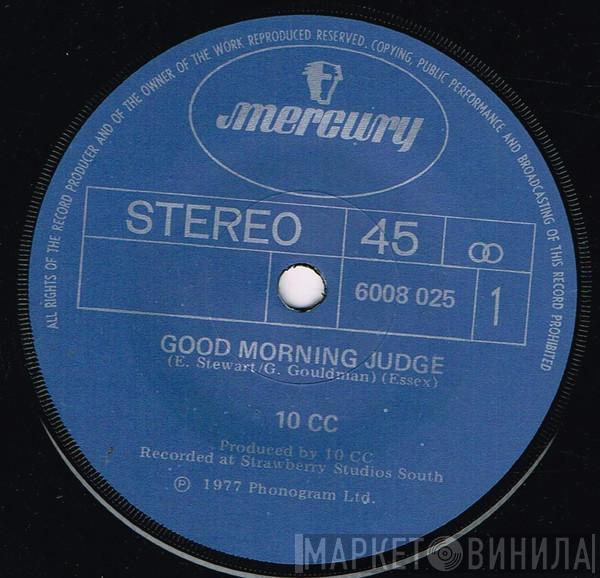 ALL RIGHTS OF THE RECORD PRODUCER AND OF THE OWNER OF THE WORK REPRODUCED RESERVED. COPYING, PUBLIC PERFORMANCE AND BROADCASTING OF THIS RECORD PROHIBITED
mercury
STEREO 45
6008 025 1
GOOD MORNING JUDGE
(E. Stewart/G. Gouldman) (Essex)
10 CC
Produced by 10 CC
Recorded at Strawberry Studios South
Ⓟ 1977 Phonogram Ltd.
МАРКЕТ ВИНИЛА